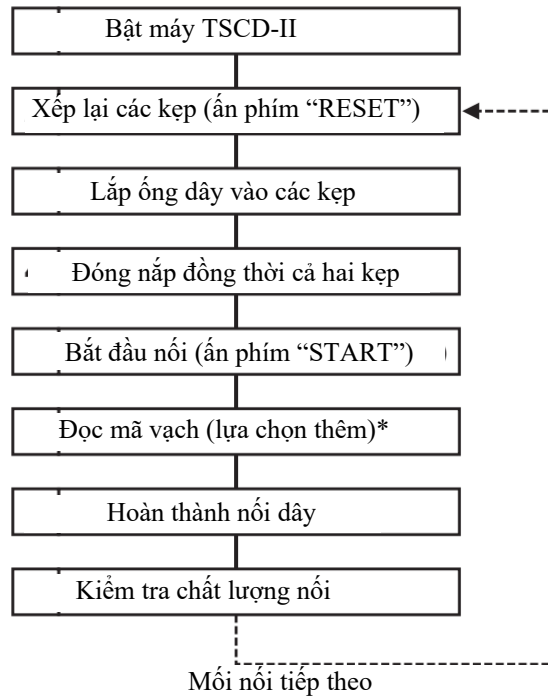 Bật máy TSCD-II
Xếp lại các kẹp (ấn phím “RESET”)
Lắp ống dây vào các kẹp
Đóng nắp đồng thời cả hai kẹp
Bắt đầu nối (ấn phím “START”)
Đọc mã vạch (lựa chọn thêm)*
Hoàn thành nối dây
Kiểm tra chất lượng nối
Mối nối tiếp theo